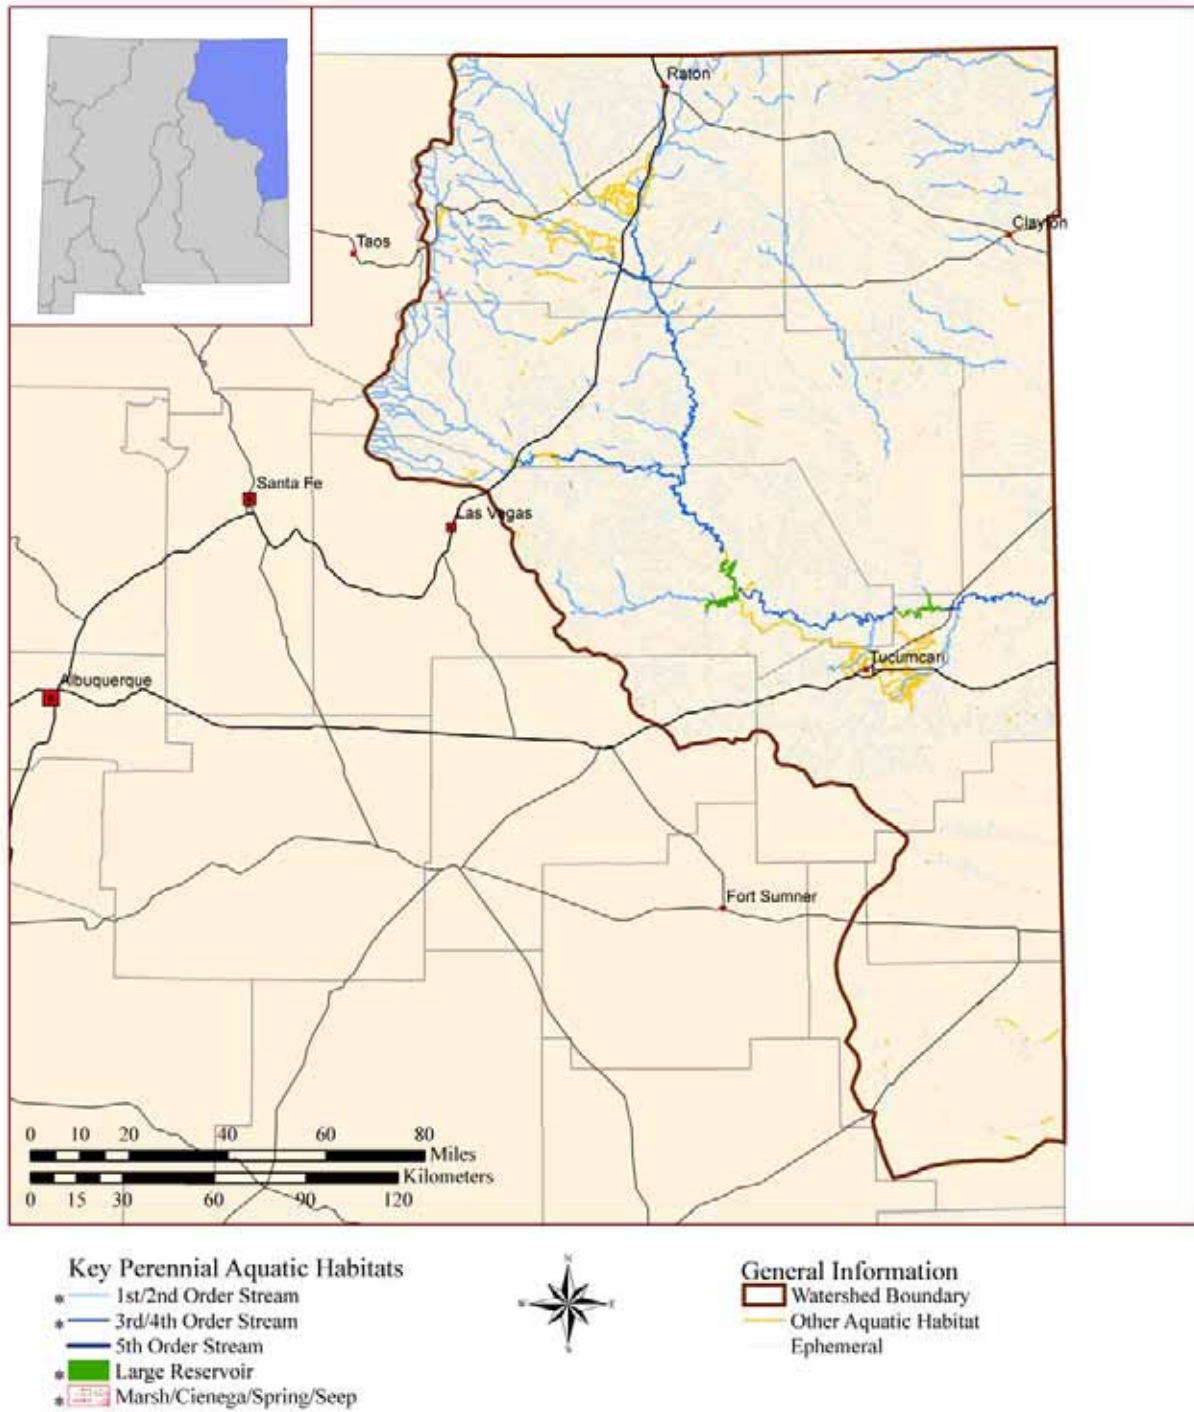 Raton
Clayton
Taos
Santa Fe
Las Vegas
Tucumcari
Albuquerque
Fort Sumner
0 10 20 40 60 80
Miles
Kilometers
0 15 30 60 90 120
Key Perennial Aquatic Habitats
* 1st/2nd Order Stream
* 3rd/4th Order Stream
5th Order Stream
* Large Reservoir
* Marsh/Cienega/Spring/Seep
N
W E
S
General Information
Watershed Boundary
Other Aquatic Habitat
Ephemeral